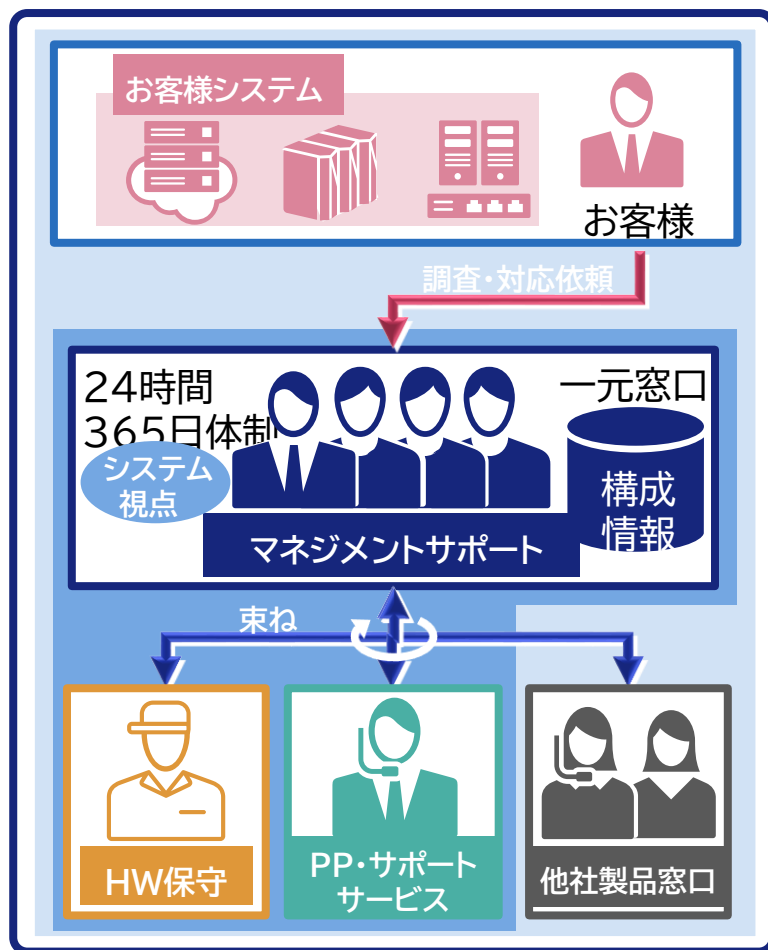 お客様システム
お客様
調査・対応依頼
24時間
365日体制
一元窓口
システム
視点
構成
情報
マネジメントサポート
束ね
HW保守
PP・サポート
サービス
他社製品窓口